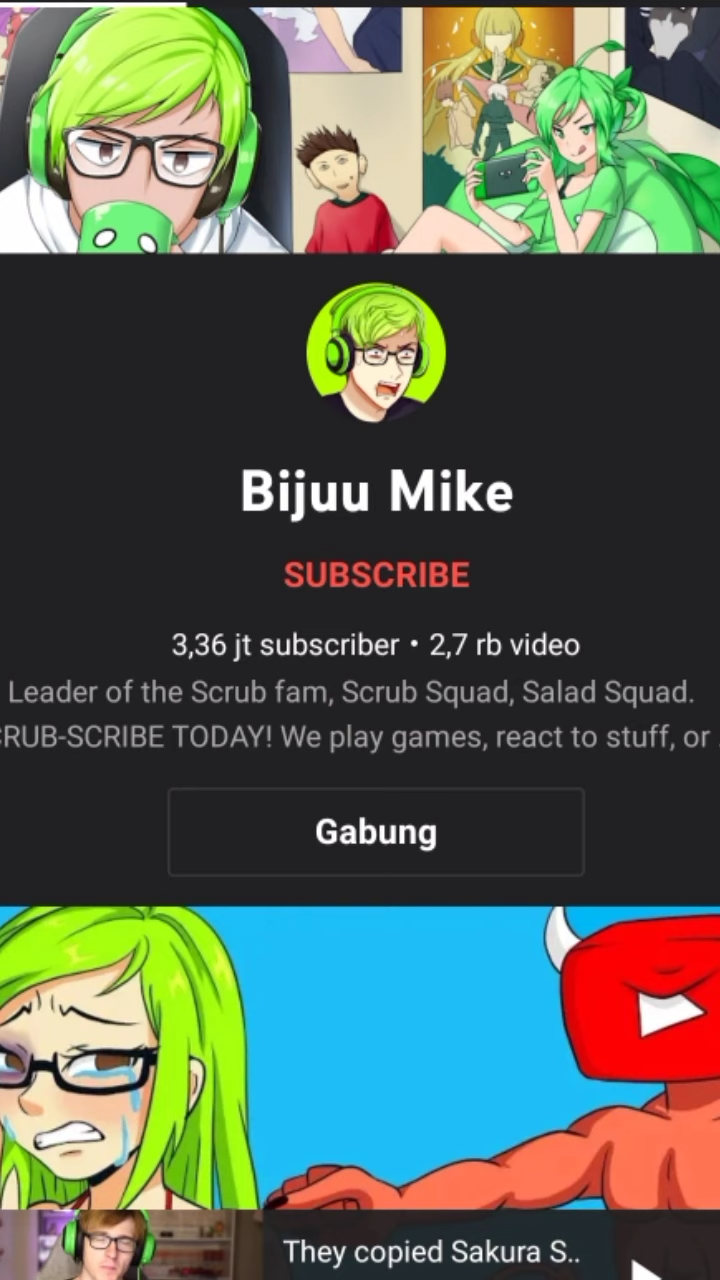 Bijuu Mike
SUBSCRIBE
3,36 jt subscriber • 2,7 rb video
Leader of the Scrub fam, Scrub Squad, Salad Squad.
CRUB-SCRIBE TODAY! We play games, react to stuff, or
Gabung
They copied Sakura S..